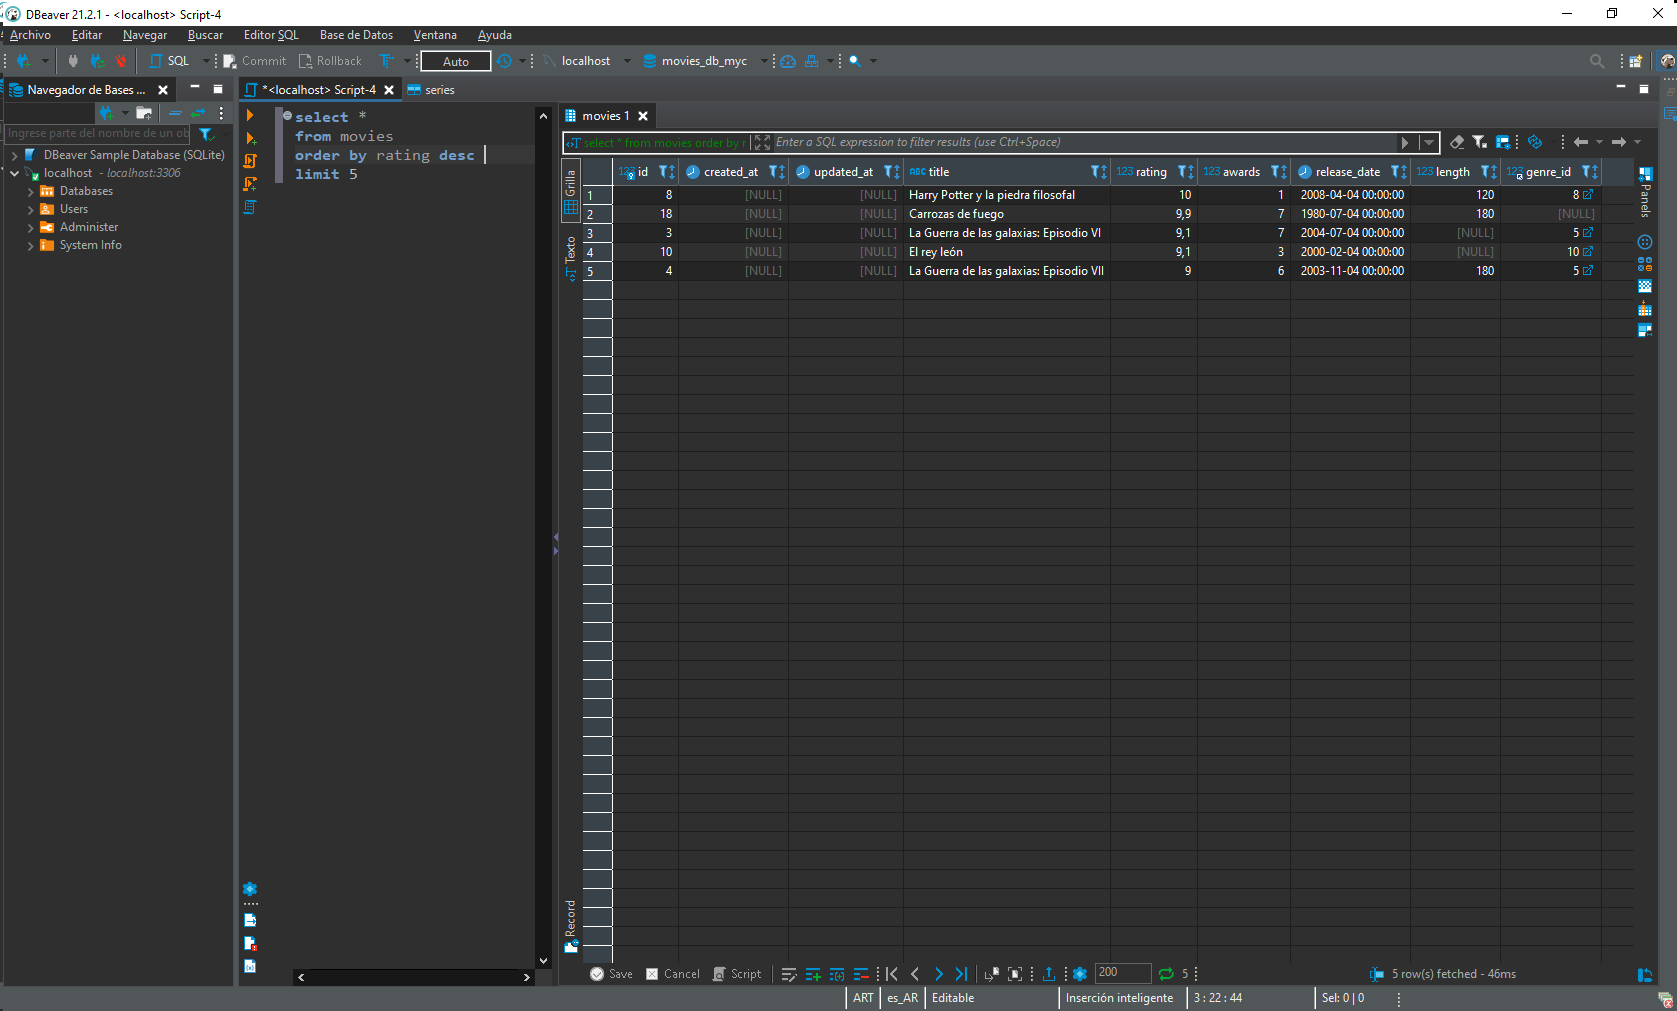 DBeaver 21.2.1 - <localhost> Script-4
Archivo Editar Navegar Buscar Editor SQL Base de Datos Ventana Ayuda
SQL Commit Rollback Auto localhost movies_db_myc
Navegador de Bases ...
*<localhost> Script-4 series
Ingrese parte del nombre de un ob
DBeaver Sample Database (SQLite)
localhost - localhost:3306
Databases
Users
Administer
System Info
select *
from movies
order by rating desc
limit 5
movies 1
select * from movies order by r Enter a SQL expression to filter results (use Ctrl+Space)
Grilla
Texto
Record
Panels
123 id created_at updated_at ABC title 123 rating 123 awards release_date 123 length 123 genre_id
1 8 [NULL] [NULL] Harry Potter y la piedra filosofal 10 1 2008-04-04 00:00:00 120 8
2 18 [NULL] [NULL] Carrozas de fuego 9,9 7 1980-07-04 00:00:00 180 [NULL]
3 3 [NULL] [NULL] La Guerra de las galaxias: Episodio VI 9,1 7 2004-07-04 00:00:00 [NULL] 5
4 10 [NULL] [NULL] El rey león 9,1 3 2000-02-04 00:00:00 [NULL] 10
5 4 [NULL] [NULL] La Guerra de las galaxias: Episodio VII 9 6 2003-11-04 00:00:00 180 5
Save Cancel Script 200 5 5 row(s) fetched - 46ms
ART es_AR Editable Inserción inteligente 3 : 22 : 44 Sel: 0 | 0